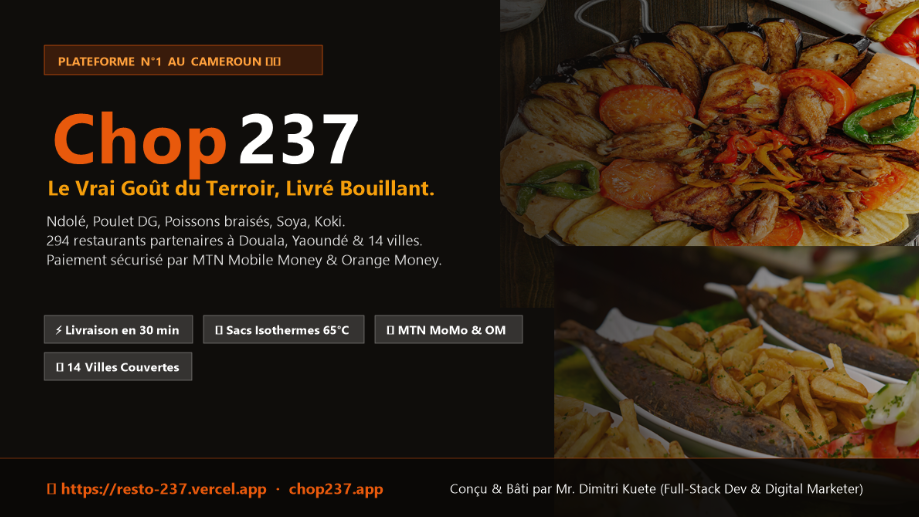 PLATEFORME N°1 AU CAMEROUN
Chop 237
Le Vrai Goût du Terroir, Livré Bouillant.
Ndolé, Poulet DG, Poissons braisés, Soya, Koki.
294 restaurants partenaires à Douala, Yaoundé & 14 villes.
Paiement sécurisé par MTN Mobile Money & Orange Money.
⚡ Livraison en 30 min
Sacs Isothermes 65°C
MTN MoMo & OM
14 Villes Couvertes
https://resto-237.vercel.app · chop237.app
Conçu & Bâti par Mr. Dimitri Kuete (Full-Stack Dev & Digital Marketer)